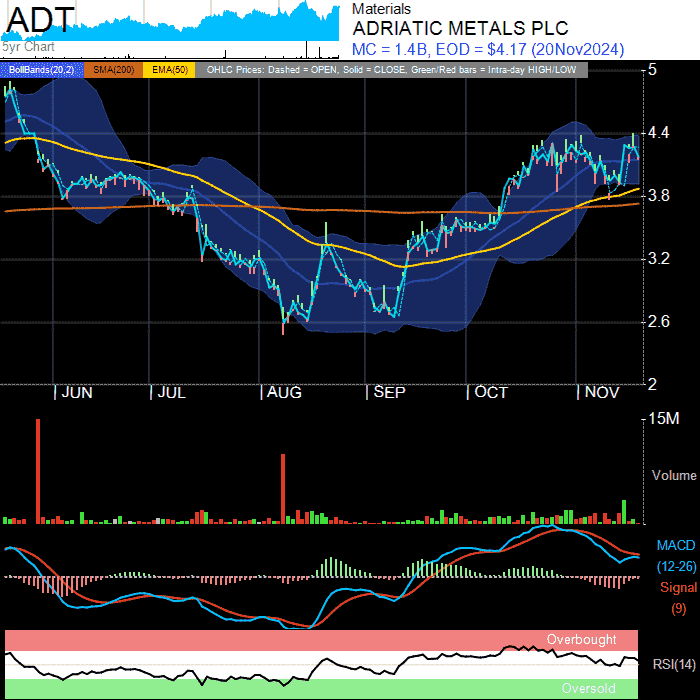 ADT
5yr Chart
Materials
ADRIATIC METALS PLC
MC = 1.4B, EOD = $4.17 (20Nov2024)
BollBands(20,2) SMA(200) EMA(50) OHLC Prices: Dashed = OPEN, Solid = CLOSE, Green/Red bars = Intra-day HIGH/LOW
5
4.4
3.8
3.2
2.6
2
JUN JUL AUG SEP OCT NOV
15M
Volume
MACD
(12-26)
Signal
(9)
Overbought
RSI(14)
Oversold